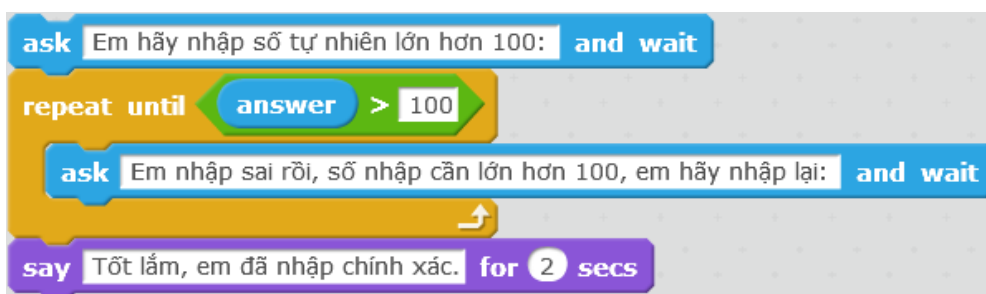 ask Em hãy nhập số tự nhiên lớn hơn 100: and wait
repeat until answer > 100
ask Em nhập sai rồi, số nhập cần lớn hơn 100, em hãy nhập lại: and wait
say Tốt lắm, em đã nhập chính xác. for 2 secs